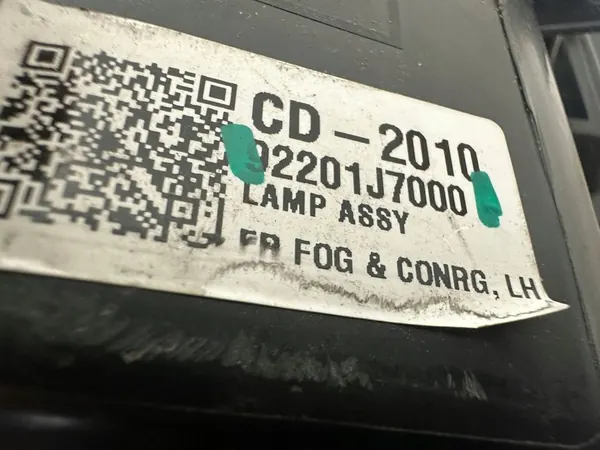 CD - 2010
92201J7000
LAMP ASSY
FR FOG & CONRG, LH